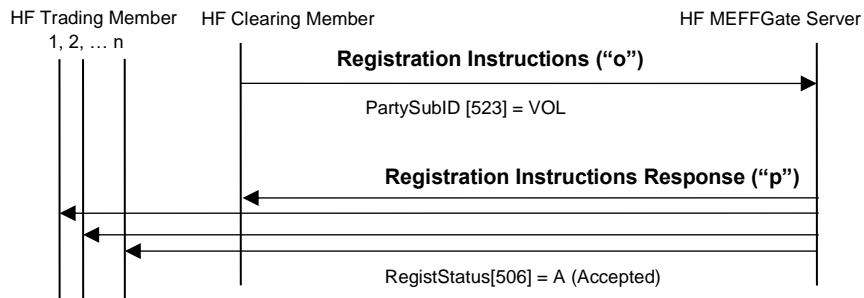 HF Trading Member
1, 2, … n
HF Clearing Member
HF MEFFGate Server
Registration Instructions (“o”)
PartySubID [523] = VOL
Registration Instructions Response (“p”)
RegistStatus[506] = A (Accepted)